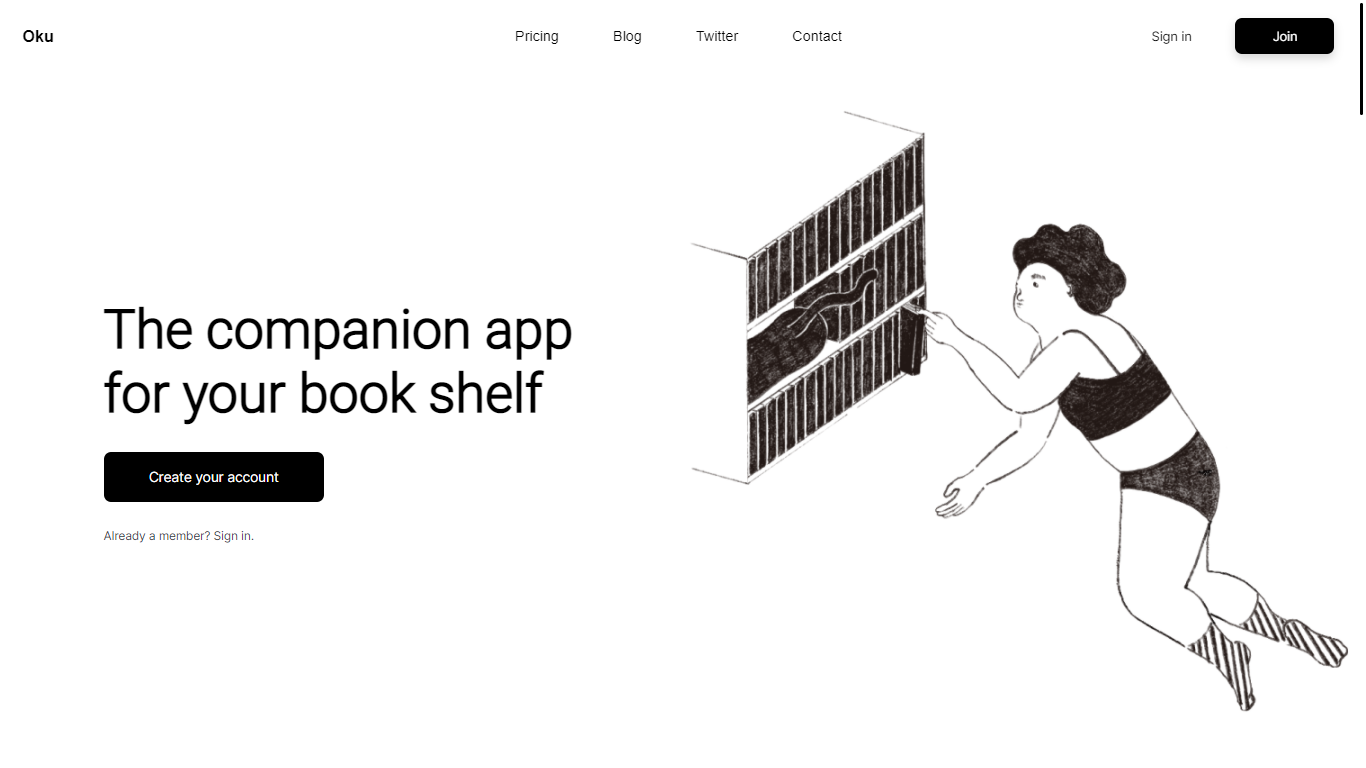 Oku
Pricing
Blog
Twitter
Contact
Sign in
Join
The companion app
for your book shelf
Create your account
Already a member? Sign in.